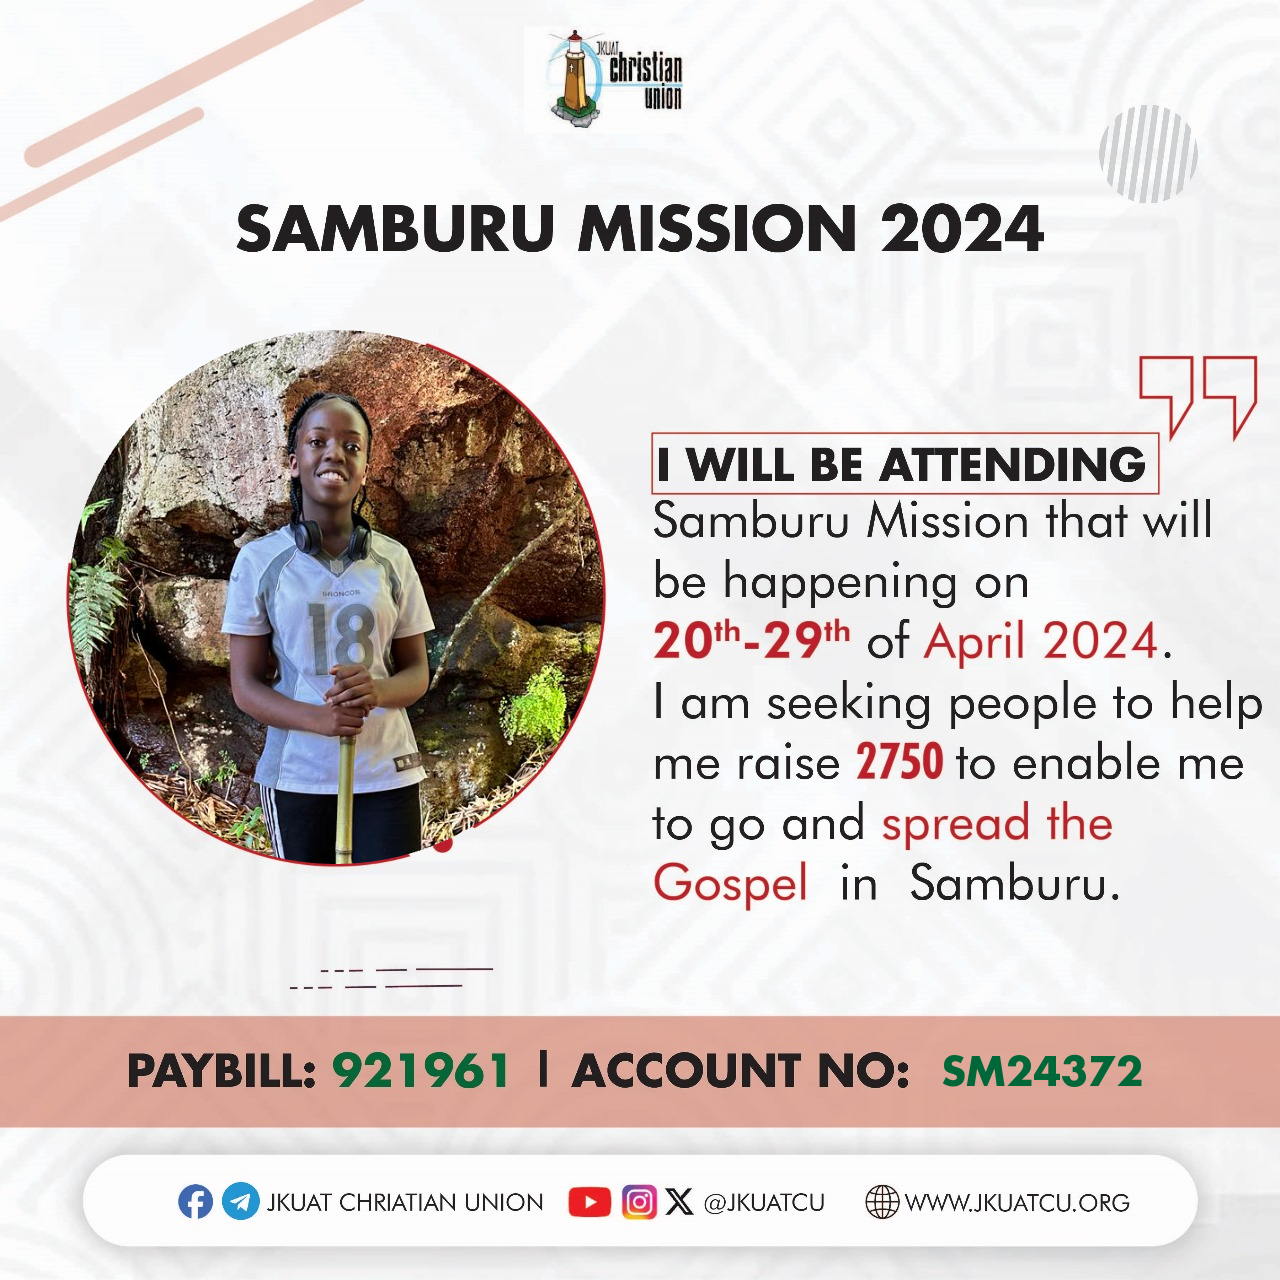 JKUAT
christian
union
SAMBURU MISSION 2024
BRONCOS
18
I WILL BE ATTENDING
Samburu Mission that will
be happening on
20th-29th of April 2024.
I am seeking people to help
me raise 2750 to enable me
to go and spread the
Gospel in Samburu.
PAYBILL: 921961 | ACCOUNT NO: SM24372
JKUAT CHRIATIAN UNION @JKUATCU WWW.JKUATCU.ORG